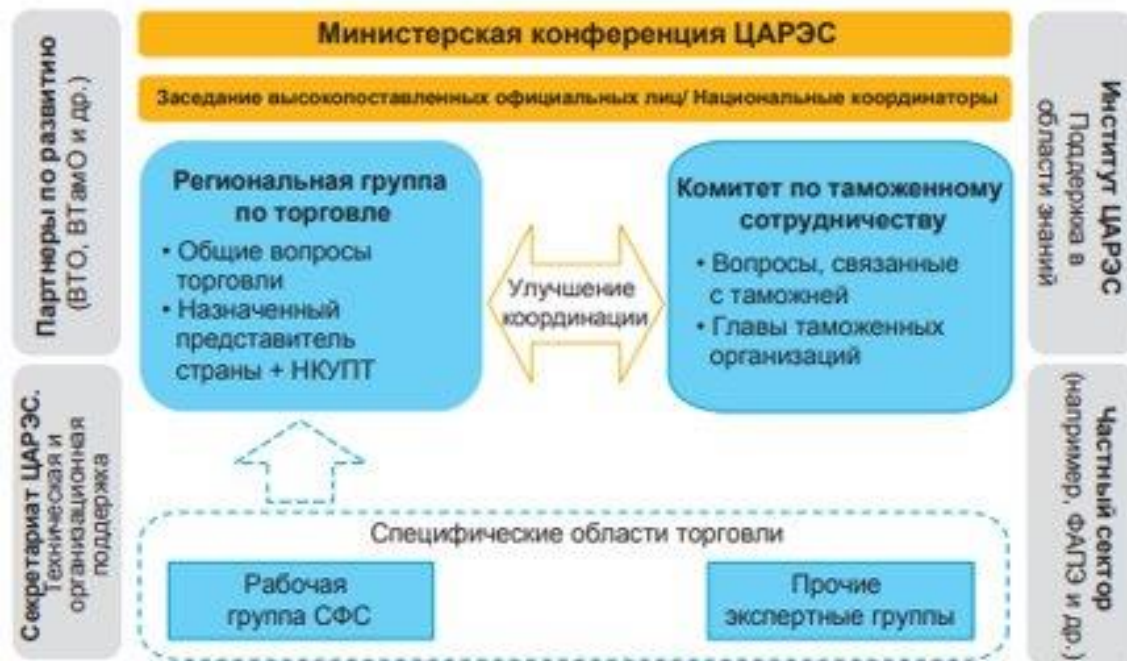 Министерская конференция ЦАРЭС
Заседание высокопоставленных официальных лиц/ Национальные координаторы
Партнеры по развитию
(ВТО, ВТамО и др.)
Секретариат ЦАРЭС.
Техническая и
организационная
поддержка
Региональная группа
по торговле
• Общие вопросы
торговли
• Назначенный
представитель
страны + НКУПТ
Улучшение
координации
Комитет по таможенному
сотрудничеству
• Вопросы, связанные
с таможней
• Главы таможенных
организаций
Специфические области торговли
Рабочая
группа СФС
Прочие
экспертные группы
Институт ЦАРЭС
Поддержка в
области знаний
Частный сектор
(например, ФАПЭ и др.)